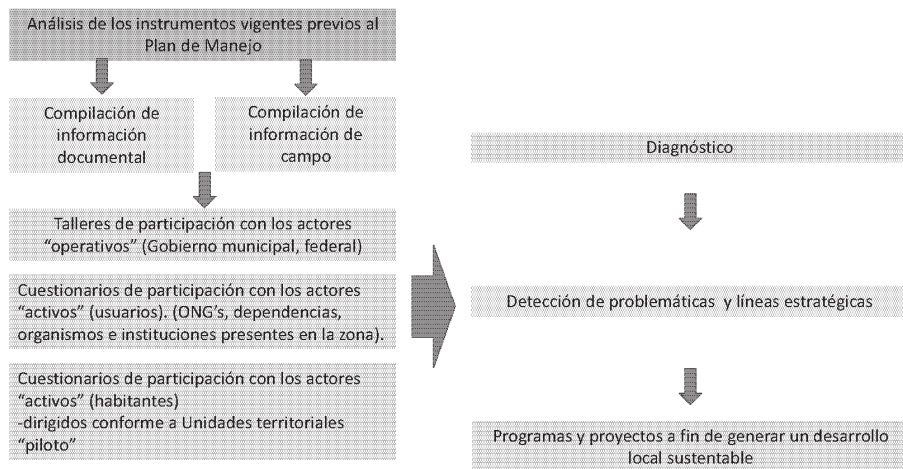 Análisis de los instrumentos vigentes previos al
Plan de Manejo
Compilación de
información
documental
Compilación de
información de
campo
Talleres de participación con los actores
“operativos” (Gobierno municipal, federal)
Cuestionarios de participación con los actores
“activos” (usuarios). (ONG’s, dependencias,
organismos e instituciones presentes en la zona).
Cuestionarios de participación con los actores
“activos” (habitantes)
-dirigidos conforme a Unidades territoriales
“piloto”
Diagnóstico
Detección de problemáticas y líneas estratégicas
Programas y proyectos a fin de generar un desarrollo
local sustentable